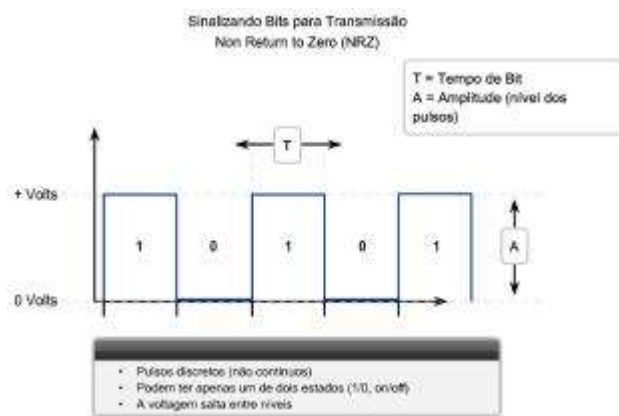 Sinalizando Bits para Transmissão
Non Return to Zero (NRZ)
T = Tempo de Bit
A = Amplitude (nível dos
pulsos)
T
+ Volts
1 0 1 0 1
A
0 Volts
• Pulsos discretos (não contínuos)
• Podem ter apenas um de dois estados (1/0, on/off)
• A voltagem salta entre níveis